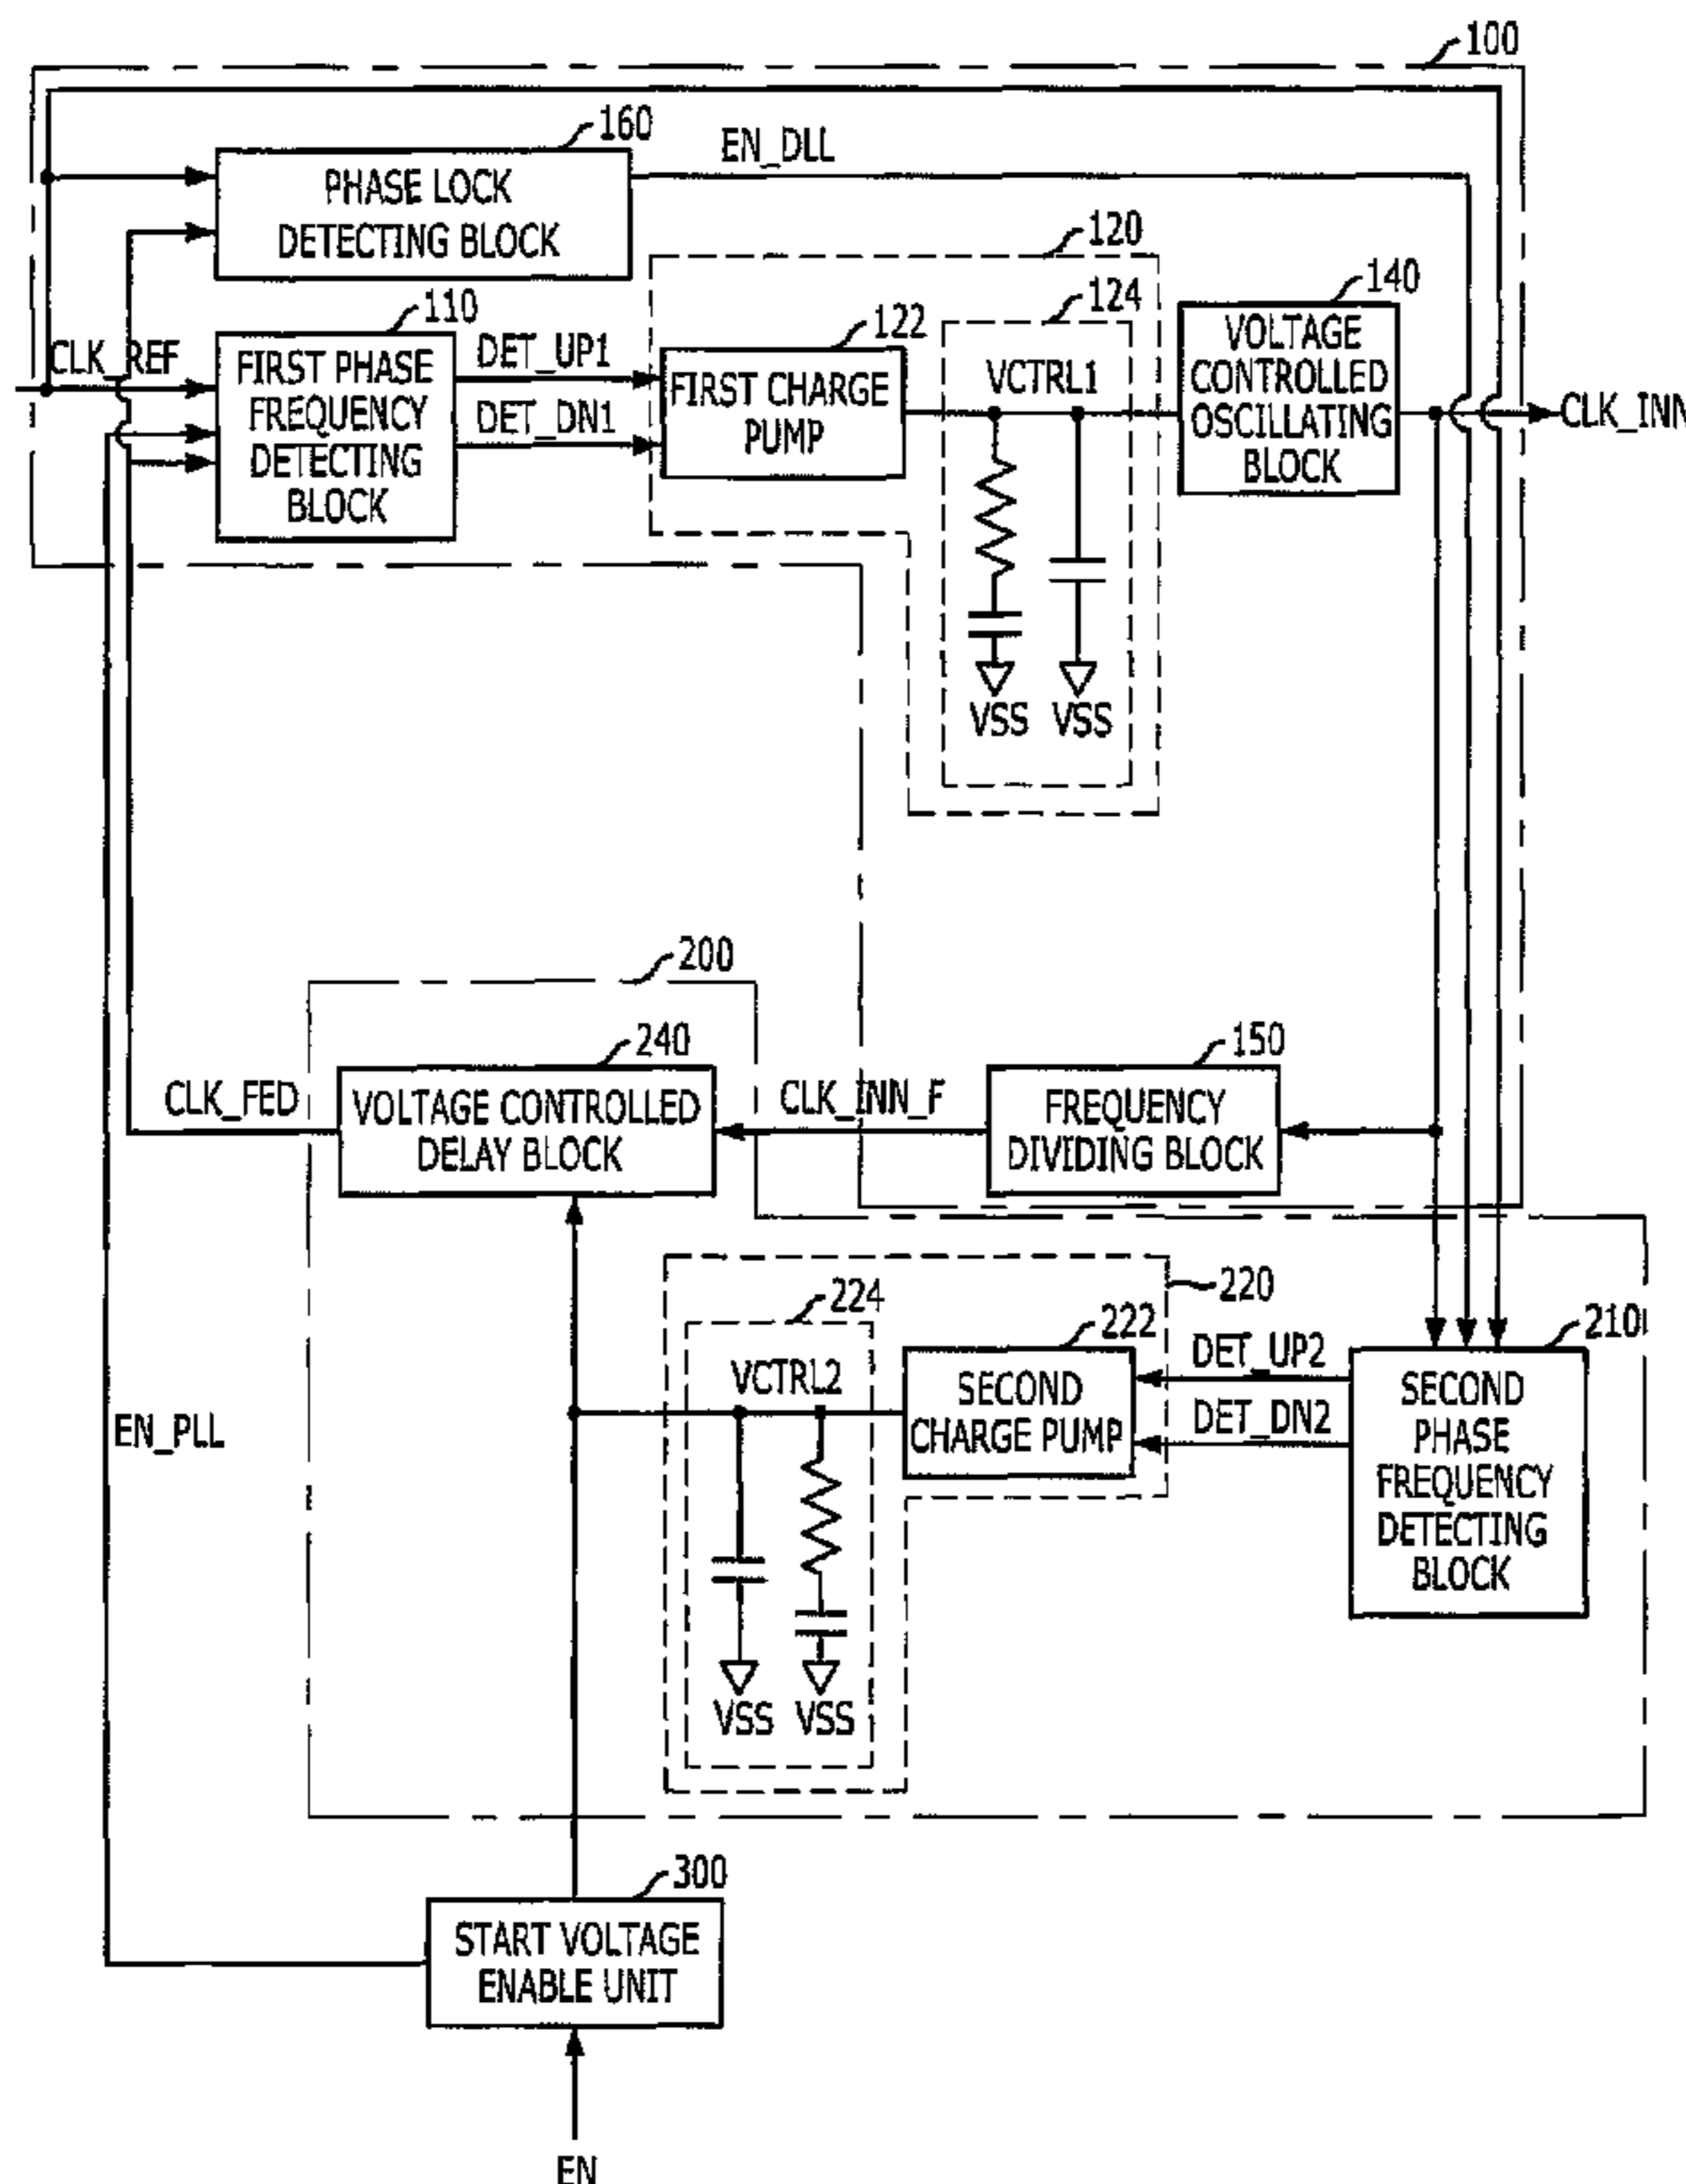 100
160
EN_DLL
PHASE LOCK
DETECTING BLOCK
120
110
124
140
CLK_REF
122
FIRST PHASE
FREQUENCY
DETECTING
BLOCK
DET_UP1
DET_DN1
FIRST CHARGE
PUMP
VCTRL1
VOLTAGE
CONTROLLED
OSCILLATING
BLOCK
CLK_INN
VSS
VSS
200
240
150
CLK_FED
VOLTAGE CONTROLLED
DELAY BLOCK
CLK_INN_F
FREQUENCY
DIVIDING BLOCK
220
224
222
210
VCTRL2
SECOND
CHARGE PUMP
DET_UP2
DET_DN2
SECOND
PHASE
FREQUENCY
DETECTING
BLOCK
EN_PLL
VSS
VSS
300
START VOLTAGE
ENABLE UNIT
EN